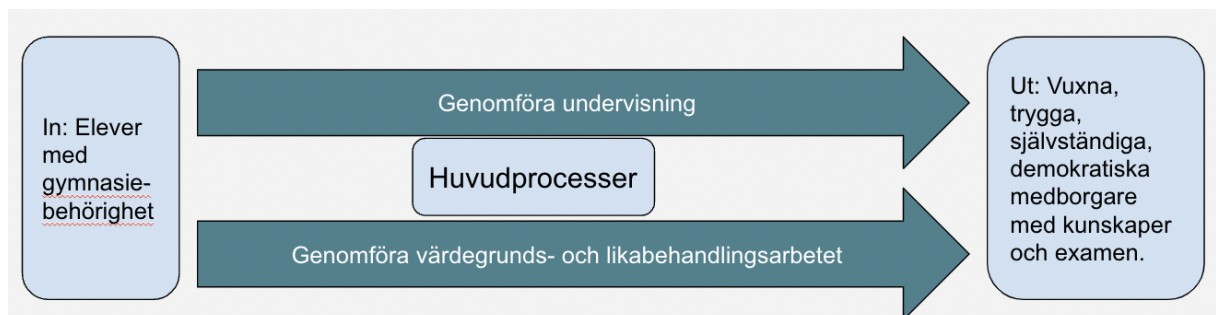 In: Elever
med
gymnasie-
behörighet
Genomföra undervisning
Huvudprocesser
Genomföra värdegrunds- och likabehandlingsarbetet
Ut: Vuxna,
trygga,
självständiga,
demokratiska
medborgare
med kunskaper
och examen.